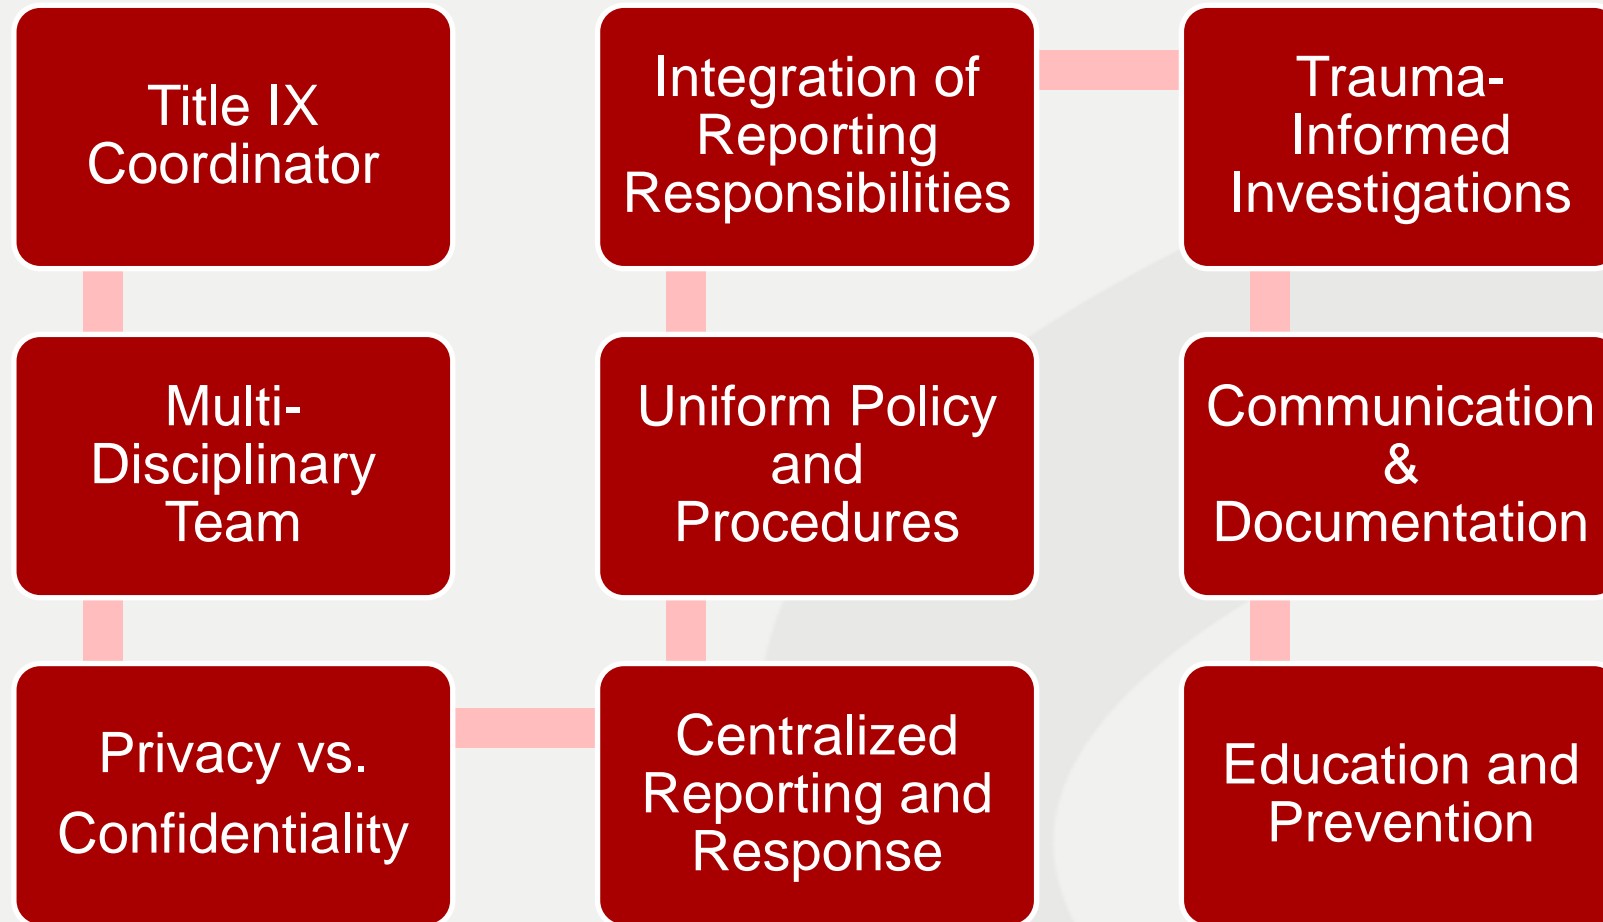 Title IX
Coordinator
Multi-
Disciplinary
Team
Privacy vs.
Confidentiality
Centralized
Reporting and
Response
Uniform Policy
and
Procedures
Integration of
Reporting
Responsibilities
Trauma-
Informed
Investigations
Communication
&
Documentation
Education and
Prevention